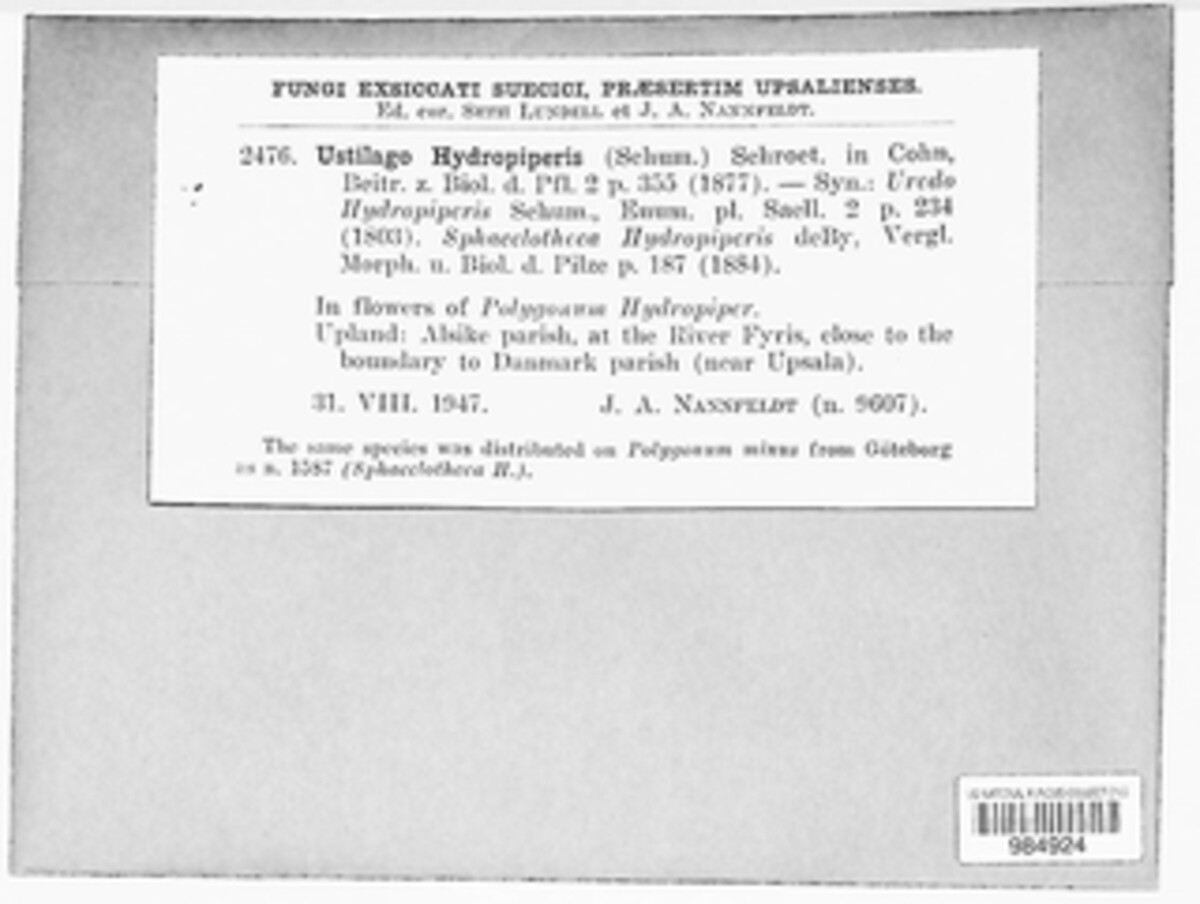 FUNGI EXSICCATI SUECICI, PRÆSERTIM UPSALIENSES.
Ed. cur. SETH LUNDELL et J. A. NANNFELDT.
2476. Ustilago Hydropiperis (Schum.) Schroet. in Cohn,
Beitr. z. Biol. d. Pfl. 2 p. 355 (1877). — Syn.: Uredo
Hydropiperis Schum., Enum. pl. Saell. 2 p. 234
(1803). Sphacelotheca Hydropiperis deBy, Vergl.
Morph. u. Biol. d. Pilze p. 187 (1884).
In flowers of Polygonum Hydropiper.
Upland: Alsike parish, at the River Fyris, close to the
boundary to Danmark parish (near Upsala).
31. VIII. 1947. J. A. NANNFELDT (n. 9607).
The same species was distributed on Polygonum minus from Göteborg
as n. 1587 (Sphacelotheca H.).
984924